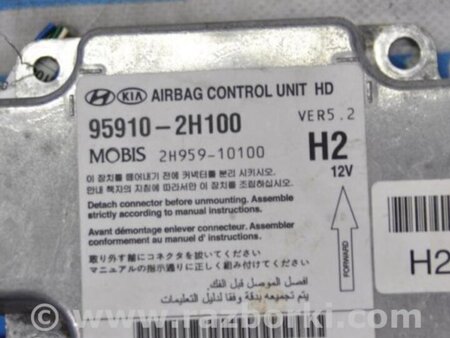 HYUNDAI KIA AIRBAG CONTROL UNIT HD
95910-2H100 VER5.2
MOBIS 2H959-10100 H2
12V
이 장치를 떼어내기 전에 커넥터를 분리 시키시오.
안내 책자의 지침에 따라서만 이 장치를 조립하시오.
Detach connector before unmounting. Assemble
strictly according to manual instructions.
Avant démontage enlever connecteur. Assembler
conformement au manuel d' instructions.
取り外す際にコネクタを抜いてください
マニュアルの指示通りに正しく組み付けてください
افصل الموصل قبل الفك.
يتم تجميعه بدقة وفقا لدليل التعليمات
FORWARD
H2
www.razborki.com